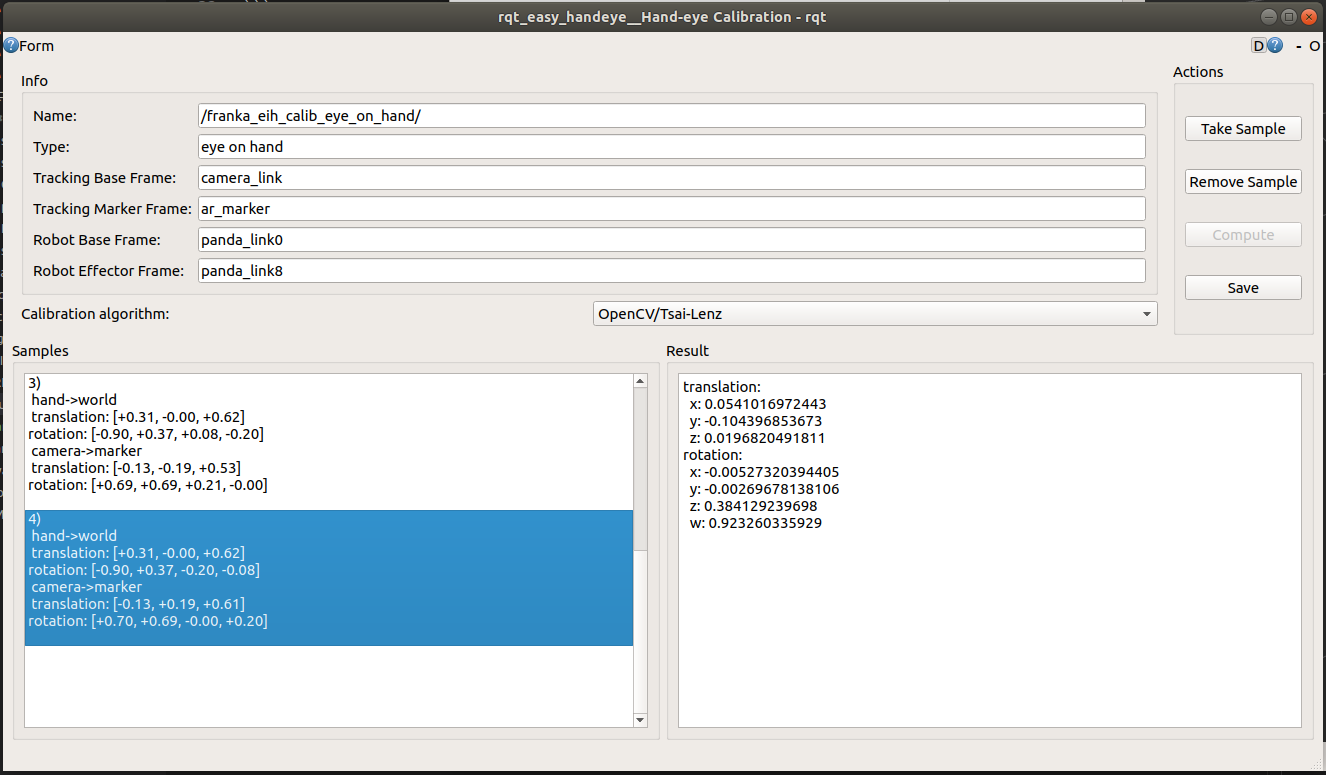 rqt_easy_handeye__Hand-eye Calibration - rqt
Form
D
- O
Info
Name: /franka_eih_calib_eye_on_hand/
Type: eye on hand
Tracking Base Frame: camera_link
Tracking Marker Frame: ar_marker
Robot Base Frame: panda_link0
Robot Effector Frame: panda_link8
Calibration algorithm: OpenCV/Tsai-Lenz
Actions
Take Sample
Remove Sample
Compute
Save
Samples
3)
hand->world
translation: [+0.31, -0.00, +0.62]
rotation: [-0.90, +0.37, +0.08, -0.20]
camera->marker
translation: [-0.13, -0.19, +0.53]
rotation: [+0.69, +0.69, +0.21, -0.00]
4)
hand->world
translation: [+0.31, -0.00, +0.62]
rotation: [-0.90, +0.37, -0.20, -0.08]
camera->marker
translation: [-0.13, +0.19, +0.61]
rotation: [+0.70, +0.69, -0.00, +0.20]
Result
translation:
x: 0.0541016972443
y: -0.104396853673
z: 0.0196820491811
rotation:
x: -0.00527320394405
y: -0.00269678138106
z: 0.384129239698
w: 0.923260335929